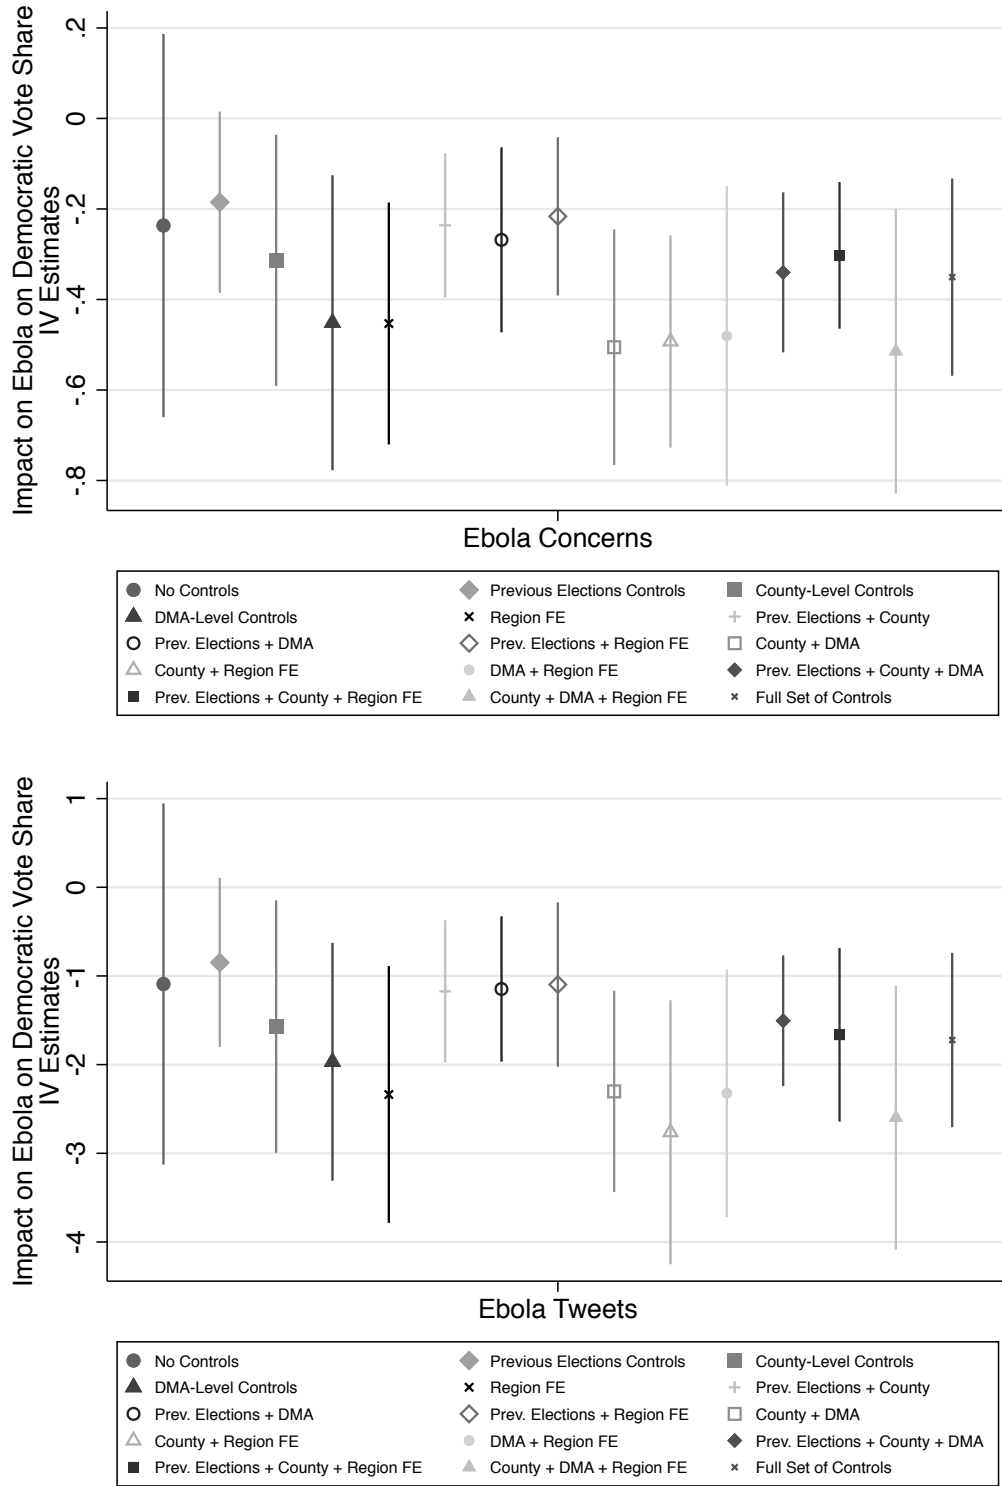 Impact on Ebola on Democratic Vote Share
IV Estimates
.2
0
-.2
-.4
-.6
-.8
Ebola Concerns
No Controls
Previous Elections Controls
County-Level Controls
DMA-Level Controls
Region FE
Prev. Elections + County
Prev. Elections + DMA
Prev. Elections + Region FE
County + DMA
County + Region FE
DMA + Region FE
Prev. Elections + County + DMA
Prev. Elections + County + Region FE
County + DMA + Region FE
Full Set of Controls
Impact on Ebola on Democratic Vote Share
IV Estimates
1
0
-1
-2
-3
-4
Ebola Tweets
No Controls
Previous Elections Controls
County-Level Controls
DMA-Level Controls
Region FE
Prev. Elections + County
Prev. Elections + DMA
Prev. Elections + Region FE
County + DMA
County + Region FE
DMA + Region FE
Prev. Elections + County + DMA
Prev. Elections + County + Region FE
County + DMA + Region FE
Full Set of Controls